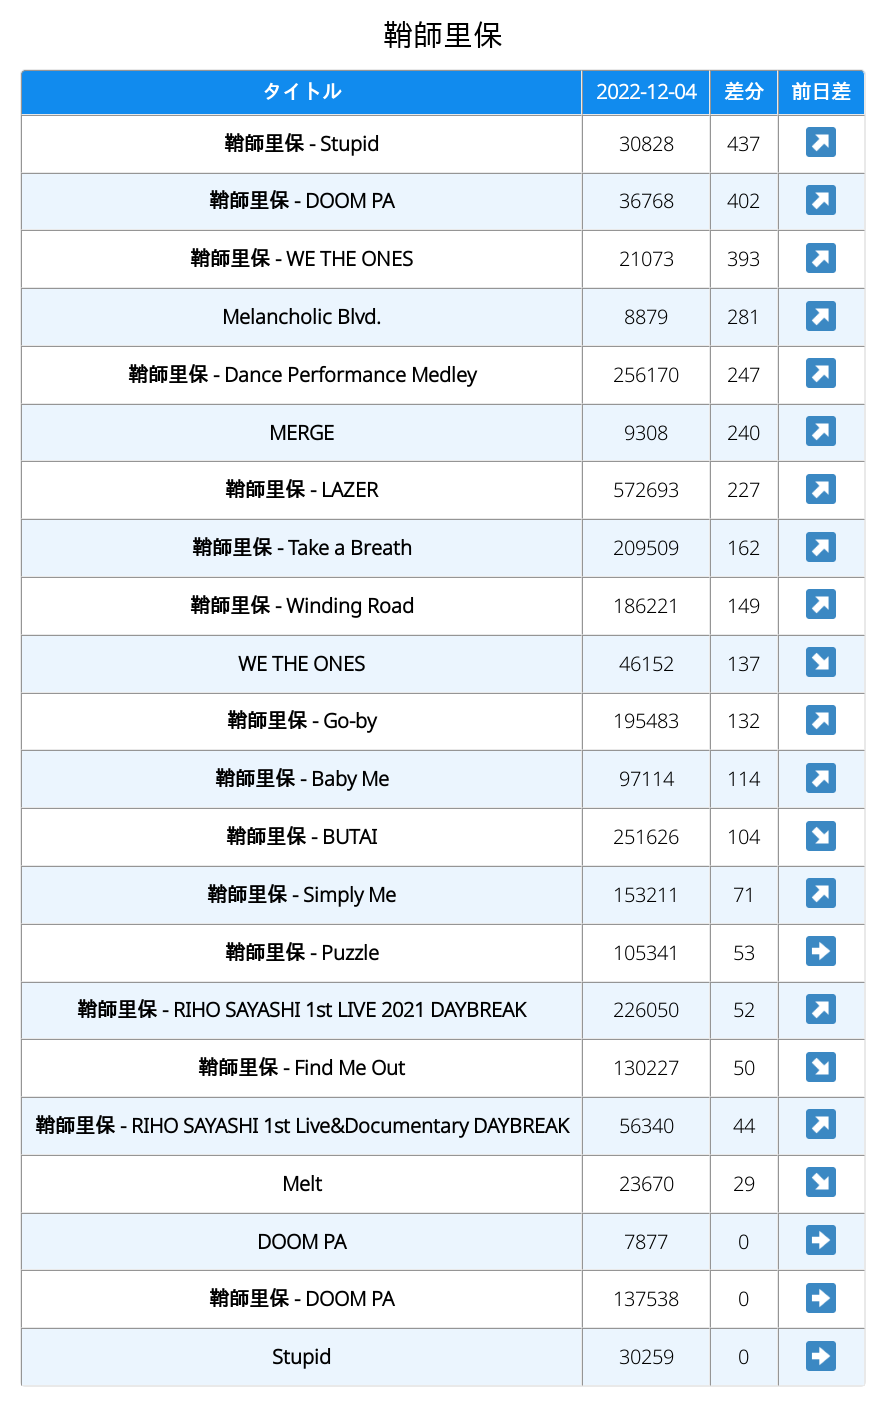 鞘師里保
タイトル 2022-12-04 差分 前日差
鞘師里保 - Stupid 30828 437 ↗
鞘師里保 - DOOM PA 36768 402 ↗
鞘師里保 - WE THE ONES 21073 393 ↗
Melancholic Blvd. 8879 281 ↗
鞘師里保 - Dance Performance Medley 256170 247 ↗
MERGE 9308 240 ↗
鞘師里保 - LAZER 572693 227 ↗
鞘師里保 - Take a Breath 209509 162 ↗
鞘師里保 - Winding Road 186221 149 ↗
WE THE ONES 46152 137 ↘
鞘師里保 - Go-by 195483 132 ↗
鞘師里保 - Baby Me 97114 114 ↗
鞘師里保 - BUTAI 251626 104 ↘
鞘師里保 - Simply Me 153211 71 ↗
鞘師里保 - Puzzle 105341 53 ➡
鞘師里保 - RIHO SAYASHI 1st LIVE 2021 DAYBREAK 226050 52 ↗
鞘師里保 - Find Me Out 130227 50 ↘
鞘師里保 - RIHO SAYASHI 1st Live&Documentary DAYBREAK 56340 44 ↗
Melt 23670 29 ↘
DOOM PA 7877 0 ➡
鞘師里保 - DOOM PA 137538 0 ➡
Stupid 30259 0 ➡